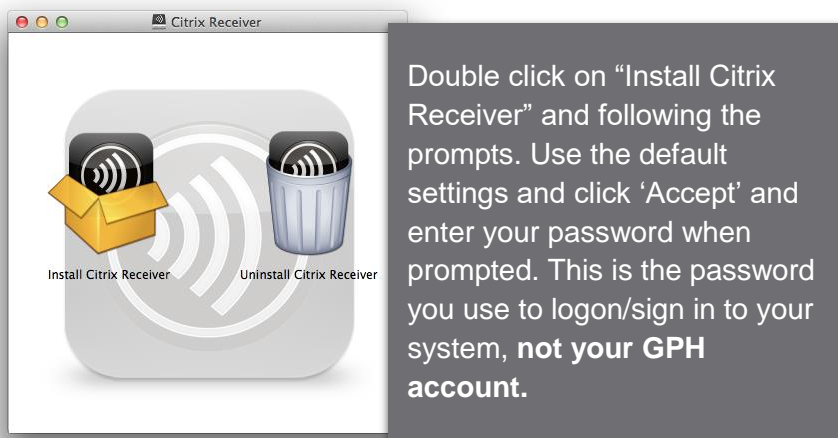 Citrix Receiver
Install Citrix Receiver
Uninstall Citrix Receiver
Double click on “Install Citrix
Receiver” and following the
prompts. Use the default
settings and click ‘Accept’ and
enter your password when
prompted. This is the password
you use to logon/sign in to your
system, not your GPH
account.